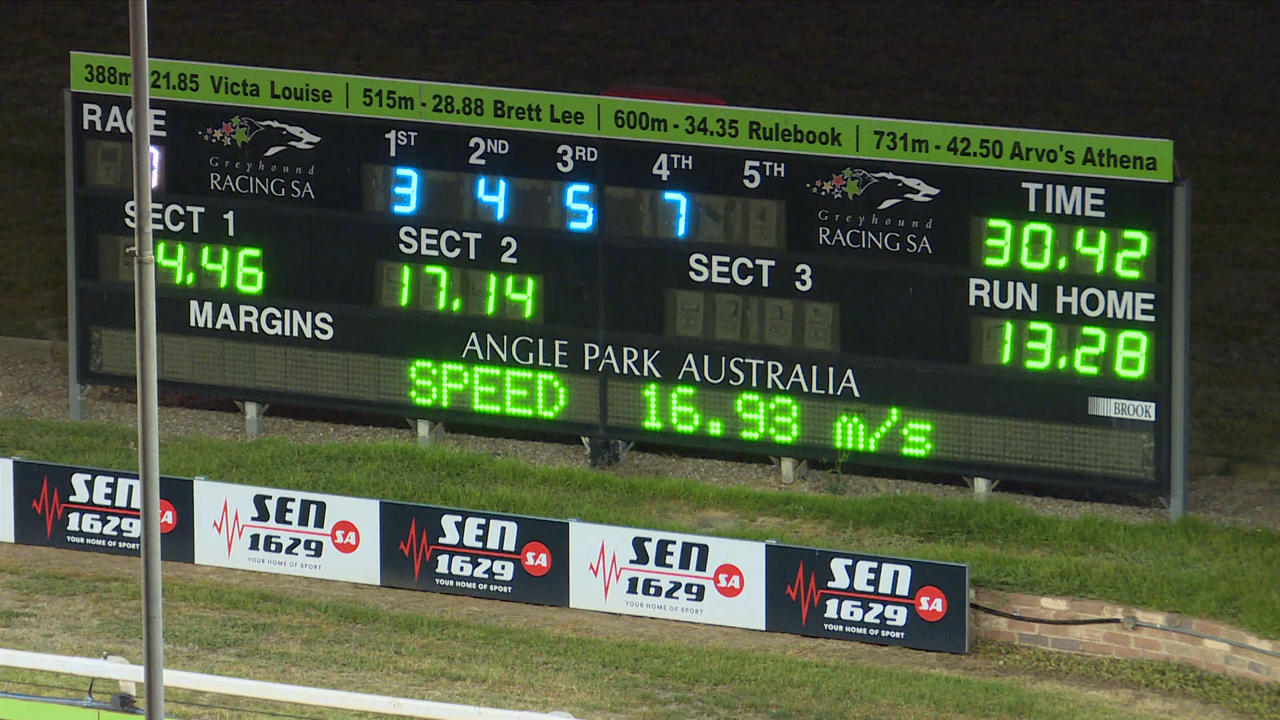 388m 21.85 Victa Louise | 515m - 28.88 Brett Lee | 600m - 34.35 Rulebook | 731m - 42.50 Arvo's Athena
RACE
Greyhound
RACING SA
1ST 2ND 3RD 4TH 5TH
3 4 5 7
Greyhound
RACING SA
TIME
30.42
SECT 1
4.46
SECT 2
17.14
SECT 3
RUN HOME
13.28
MARGINS
ANGLE PARK AUSTRALIA
SPEED 16.93 m/s
BROOK
SEN
1629
SA
YOUR HOME OF SPORT
SEN
1629
SA
YOUR HOME OF SPORT
SEN
1629
SA
YOUR HOME OF SPORT
SEN
1629
SA
YOUR HOME OF SPORT
SEN
1629
SA
YOUR HOME OF SPORT